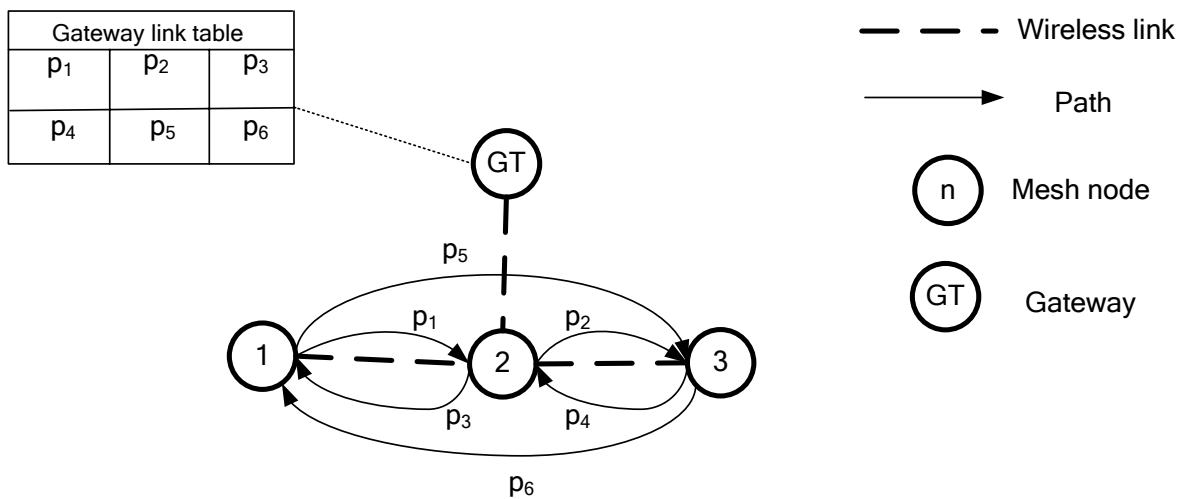 Gateway link table
p₁ p₂ p₃
p₄ p₅ p₆
GT
p₅
p₁ p₂
1 2 3
p₃ p₄
p₆
Wireless link
Path
n Mesh node
GT Gateway